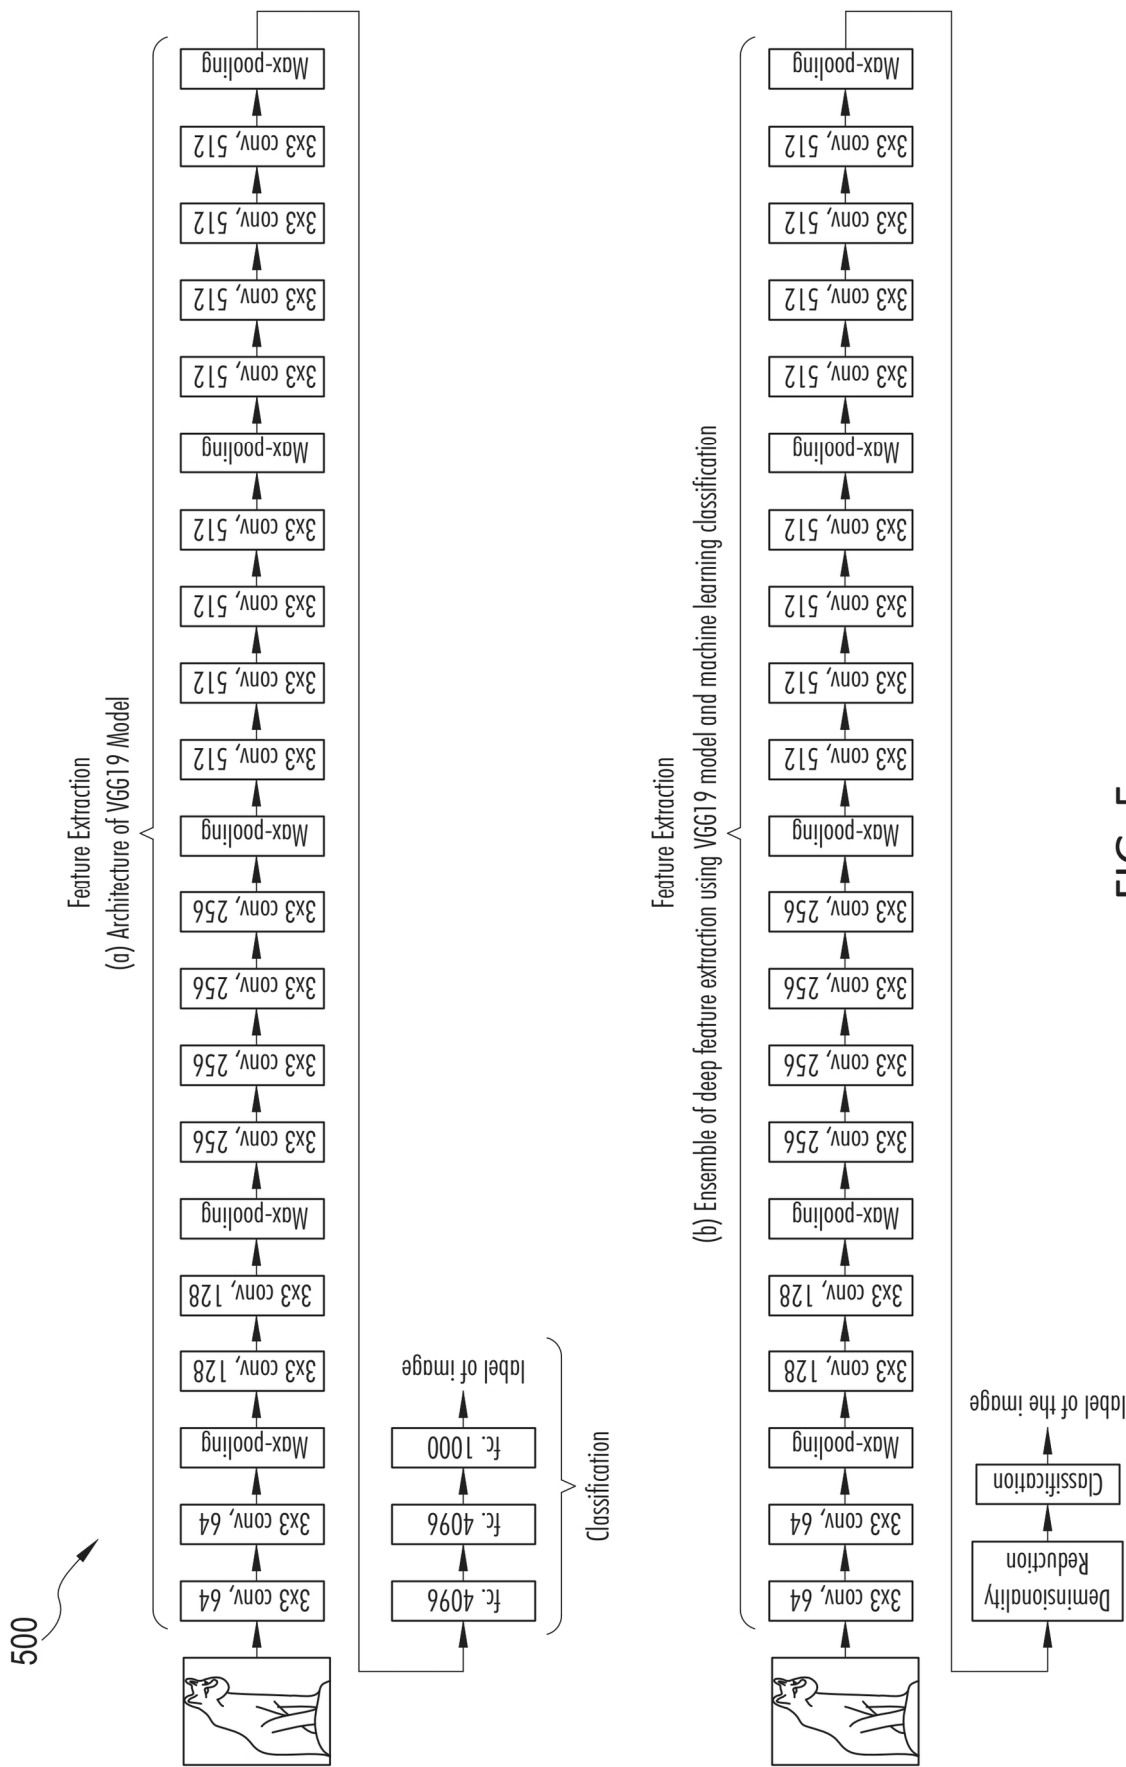 500
Feature Extraction
(a) Architecture of VGG19 Model
3x3 conv, 64
3x3 conv, 64
Max-pooling
3x3 conv, 128
3x3 conv, 128
Max-pooling
3x3 conv, 256
3x3 conv, 256
3x3 conv, 256
3x3 conv, 256
Max-pooling
3x3 conv, 512
3x3 conv, 512
3x3 conv, 512
3x3 conv, 512
Max-pooling
3x3 conv, 512
3x3 conv, 512
3x3 conv, 512
3x3 conv, 512
Max-pooling
fc. 4096
fc. 4096
fc. 1000
label of image
Classification
Feature Extraction
(b) Ensemble of deep feature extraction using VGG19 model and machine learning classification
3x3 conv, 64
3x3 conv, 64
Max-pooling
3x3 conv, 128
3x3 conv, 128
Max-pooling
3x3 conv, 256
3x3 conv, 256
3x3 conv, 256
3x3 conv, 256
Max-pooling
3x3 conv, 512
3x3 conv, 512
3x3 conv, 512
3x3 conv, 512
Max-pooling
3x3 conv, 512
3x3 conv, 512
3x3 conv, 512
3x3 conv, 512
Max-pooling
Deminsionality
Reduction
Classification
label of the image